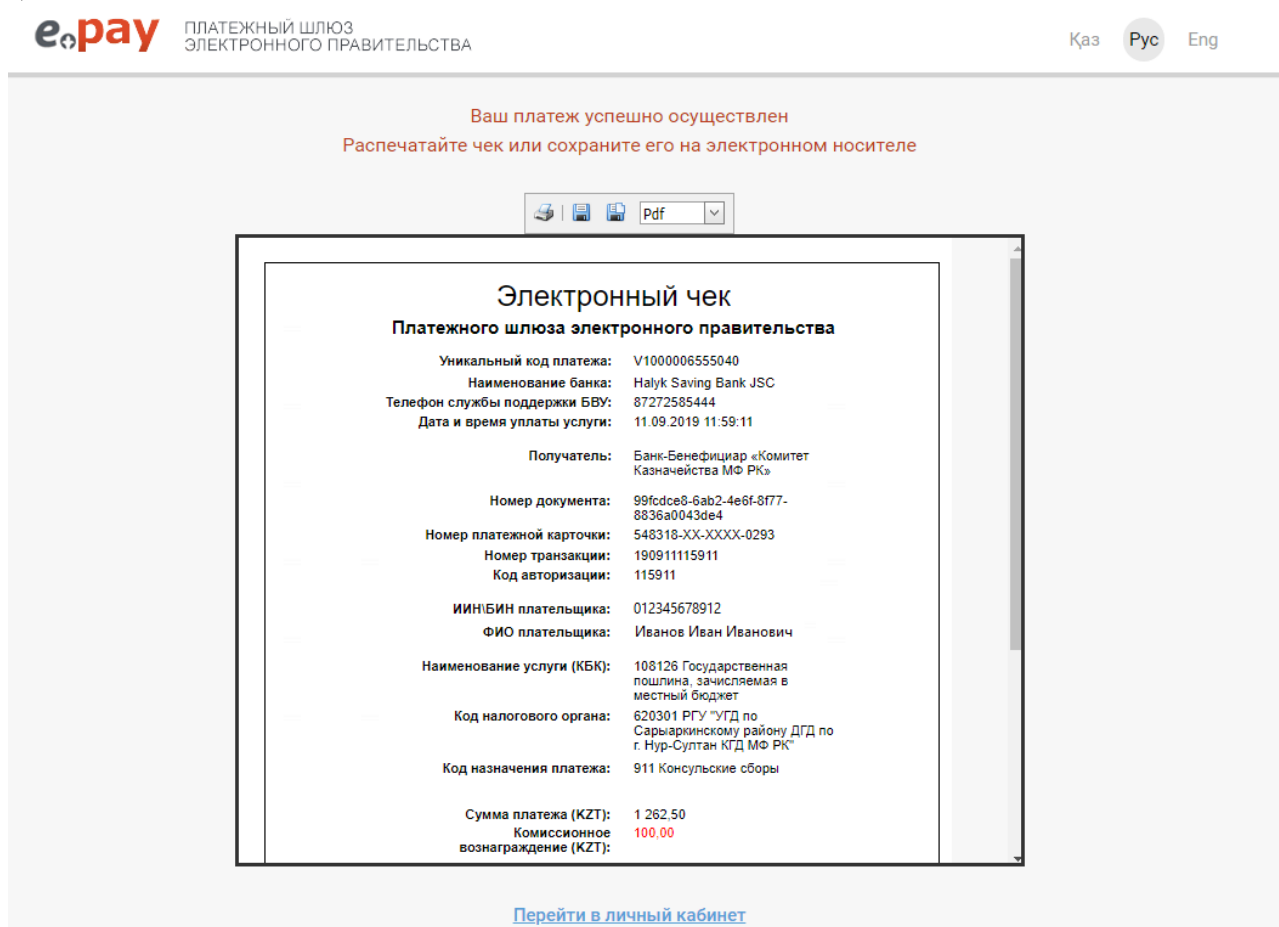 e.pay ПЛАТЕЖНЫЙ ШЛЮЗ
ЭЛЕКТРОННОГО ПРАВИТЕЛЬСТВА
Қаз Рус Eng
Ваш платеж успешно осуществлен
Распечатайте чек или сохраните его на электронном носителе
Pdf
Электронный чек
Платежного шлюза электронного правительства
Уникальный код платежа: V1000006555040
Наименование банка: Halyk Saving Bank JSC
Телефон службы поддержки БВУ: 87272585444
Дата и время уплаты услуги: 11.09.2019 11:59:11
Получатель: Банк-Бенефициар «Комитет
Казначейства МФ РК»
Номер документа: 99fcdce8-6ab2-4e6f-8f77-
8836a0043de4
Номер платежной карточки: 548318-XX-XXXX-0293
Номер транзакции: 190911115911
Код авторизации: 115911
ИИН\БИН плательщика: 012345678912
ФИО плательщика: Иванов Иван Иванович
Наименование услуги (КБК): 108126 Государственная
пошлина, зачисляемая в
местный бюджет
Код налогового органа: 620301 РГУ "УГД по
Сарыаркинскому району ДГД по
г. Нур-Султан КГД МФ РК"
Код назначения платежа: 911 Консульские сборы
Сумма платежа (KZT): 1 262,50
Комиссионное 100,00
вознаграждение (KZT):
Перейти в личный кабинет